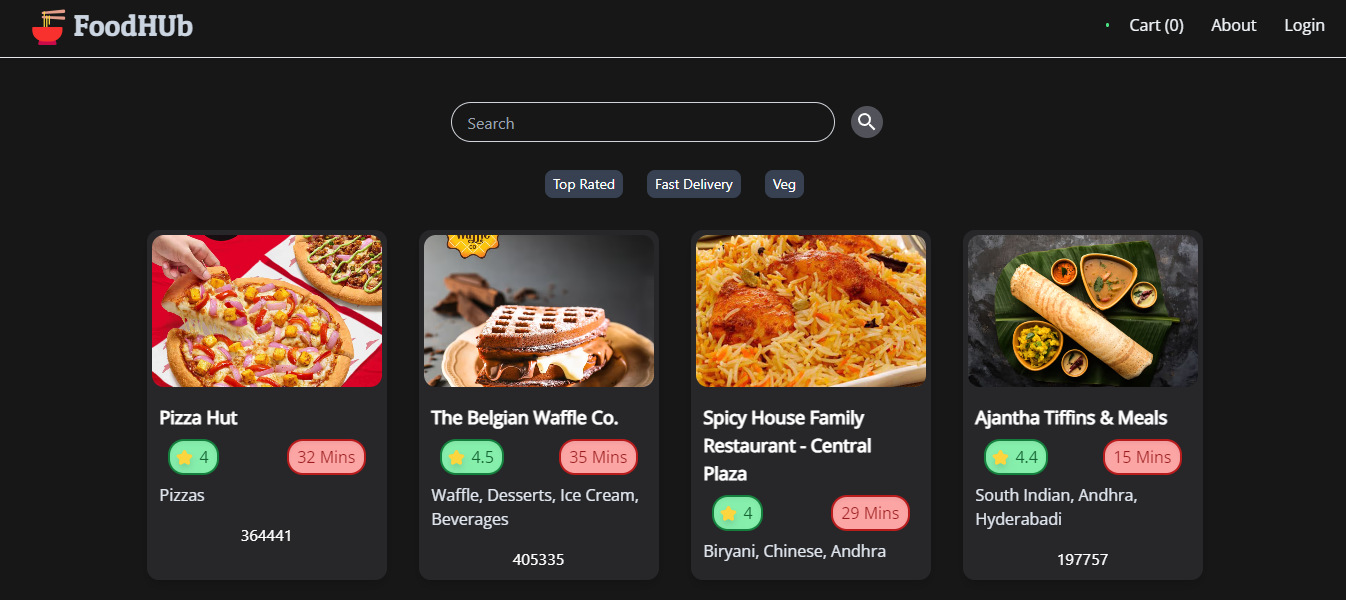 FoodHUb
Cart (0)
About
Login
Search
Top Rated
Fast Delivery
Veg
Pizza Hut
4
32 Mins
Pizzas
364441
Waffle
CO
The Belgian Waffle Co.
4.5
35 Mins
Waffle, Desserts, Ice Cream,
Beverages
405335
Spicy House Family
Restaurant - Central
Plaza
4
29 Mins
Biryani, Chinese, Andhra
Ajantha Tiffins & Meals
4.4
15 Mins
South Indian, Andhra,
Hyderabadi
197757